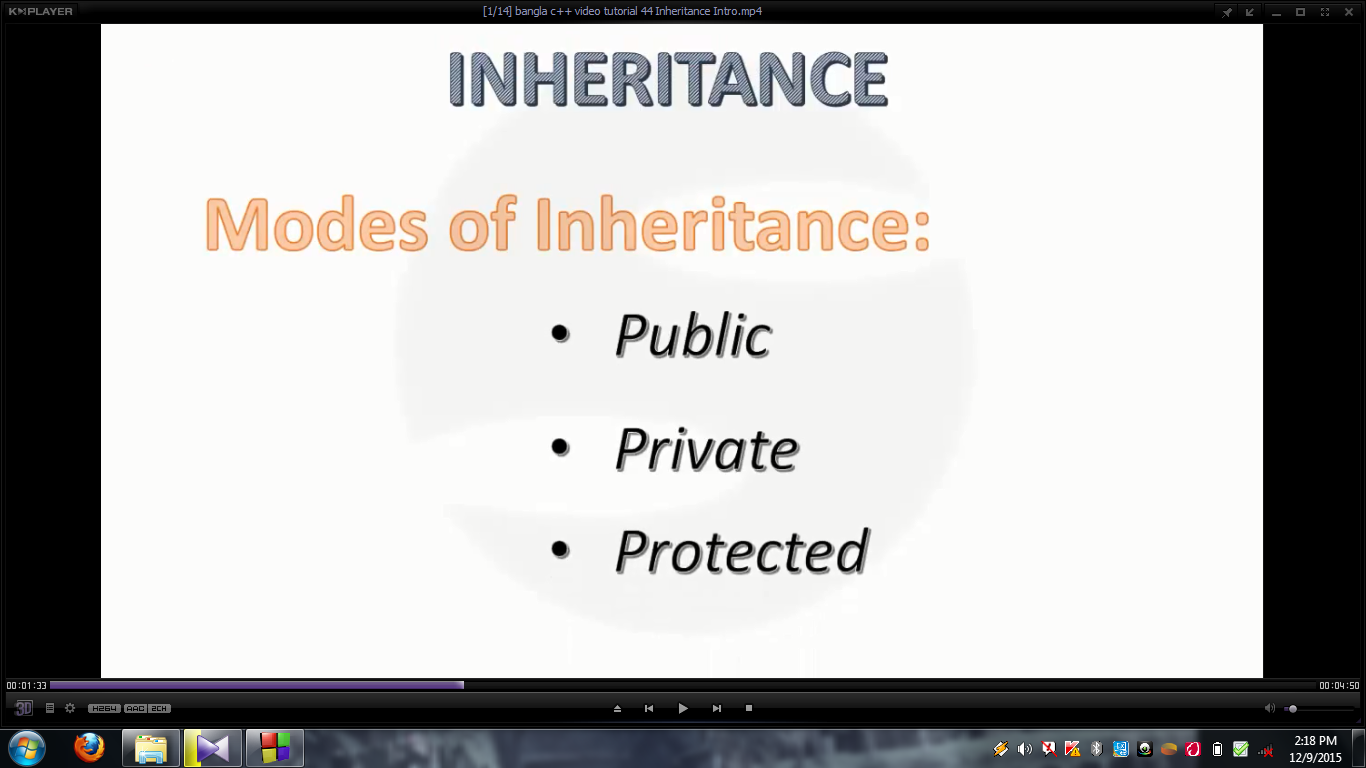 K▸MPLAYER
[1/14] bangla c++ video tutorial 44 Inheritance Intro.mp4
INHERITANCE
Modes of Inheritance:
• Public
• Private
• Protected
00:01:33
00:04:50
3D
H264 AAC 2CH
2:18 PM
12/9/2015